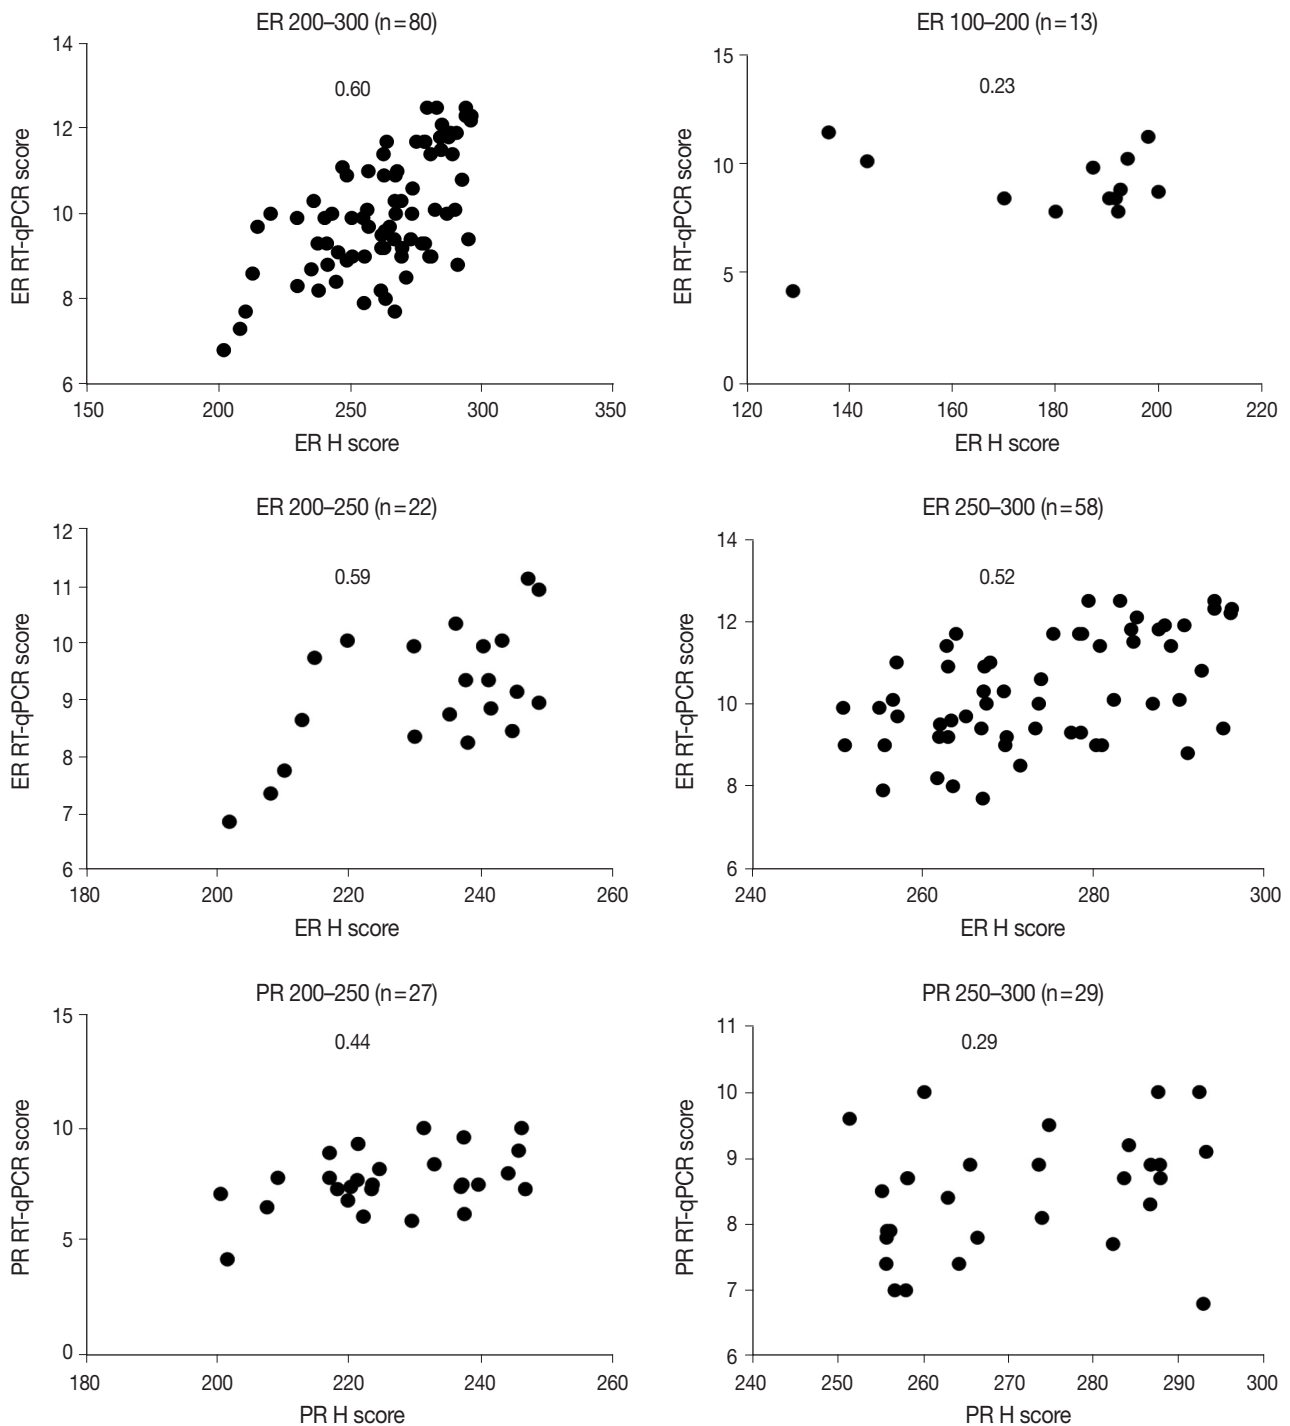 ER 200–300 (n=80)
14
12
10
8
6
0.60
ER RT-qPCR score
150 200 250 300 350
ER H score
ER 100–200 (n=13)
15
10
5
0
0.23
ER RT-qPCR score
120 140 160 180 200 220
ER H score
ER 200–250 (n=22)
12
11
10
9
8
7
6
0.59
ER RT-qPCR score
180 200 220 240 260
ER H score
ER 250–300 (n=58)
14
12
10
8
6
0.52
ER RT-qPCR score
240 260 280 300
ER H score
PR 200–250 (n=27)
15
10
5
0
0.44
PR RT-qPCR score
180 200 220 240 260
PR H score
PR 250–300 (n=29)
11
10
9
8
7
6
0.29
PR RT-qPCR score
240 250 260 270 280 290 300
PR H score